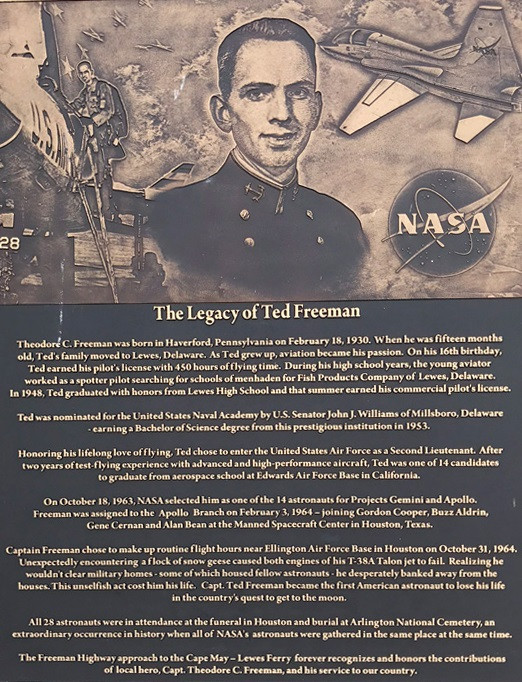 U.S. AI
28
NASA
The Legacy of Ted Freeman
Theodore C. Freeman was born in Haverford, Pennsylvania on February 18, 1930. When he was fifteen months
old, Ted's family moved to Lewes, Delaware. As Ted grew up, aviation became his passion. On his 16th birthday,
Ted earned his pilot's license with 450 hours of flying time. During his high school years, the young aviator
worked as a spotter pilot searching for schools of menhaden for Fish Products Company of Lewes, Delaware.
In 1948, Ted graduated with honors from Lewes High School and that summer earned his commercial pilot's license.
Ted was nominated for the United States Naval Academy by U.S. Senator John J. Williams of Millsboro, Delaware
- earning a Bachelor of Science degree from this prestigious institution in 1953.
Honoring his lifelong love of flying, Ted chose to enter the United States Air Force as a Second Lieutenant. After
two years of test-flying experience with advanced and high-performance aircraft, Ted was one of 14 candidates
to graduate from aerospace school at Edwards Air Force Base in California.
On October 18, 1963, NASA selected him as one of the 14 astronauts for Projects Gemini and Apollo.
Freeman was assigned to the Apollo Branch on February 3, 1964 – joining Gordon Cooper, Buzz Aldrin,
Gene Cernan and Alan Bean at the Manned Spacecraft Center in Houston, Texas.
Captain Freeman chose to make up routine flight hours near Ellington Air Force Base in Houston on October 31, 1964.
Unexpectedly encountering a flock of snow geese caused both engines of his T-38A Talon jet to fail. Realizing he
wouldn't clear military homes - some of which housed fellow astronauts - he desperately banked away from the
houses. This unselfish act cost him his life. Capt. Ted Freeman became the first American astronaut to lose his life
in the country's quest to get to the moon.
All 28 astronauts were in attendance at the funeral in Houston and burial at Arlington National Cemetery, an
extraordinary occurrence in history when all of NASA's astronauts were gathered in the same place at the same time.
The Freeman Highway approach to the Cape May – Lewes Ferry forever recognizes and honors the contributions
of local hero, Capt. Theodore C. Freeman, and his service to our country.